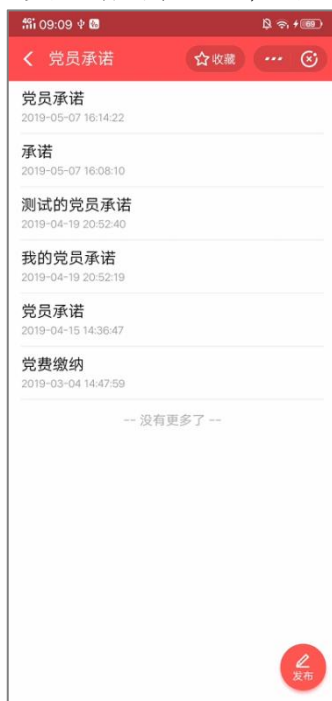 4G 09:09 69
党员承诺 收藏
党员承诺
2019-05-07 16:14:22
承诺
2019-05-07 16:08:10
测试的党员承诺
2019-04-19 20:52:40
我的党员承诺
2019-04-19 20:52:19
党员承诺
2019-04-15 14:36:47
党费缴纳
2019-03-04 14:47:59
-- 没有更多了 --
发布